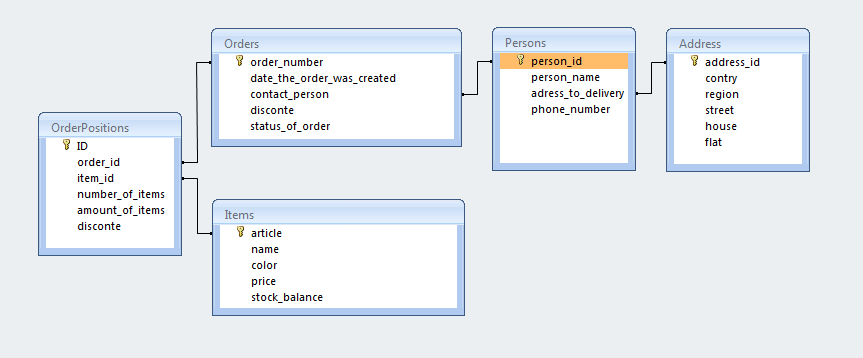 Orders
order_number
date_the_order_was_created
contact_person
disconte
status_of_order
Persons
person_id
person_name
adress_to_delivery
phone_number
Address
address_id
contry
region
street
house
flat
OrderPositions
ID
order_id
item_id
number_of_items
amount_of_items
disconte
Items
article
name
color
price
stock_balance